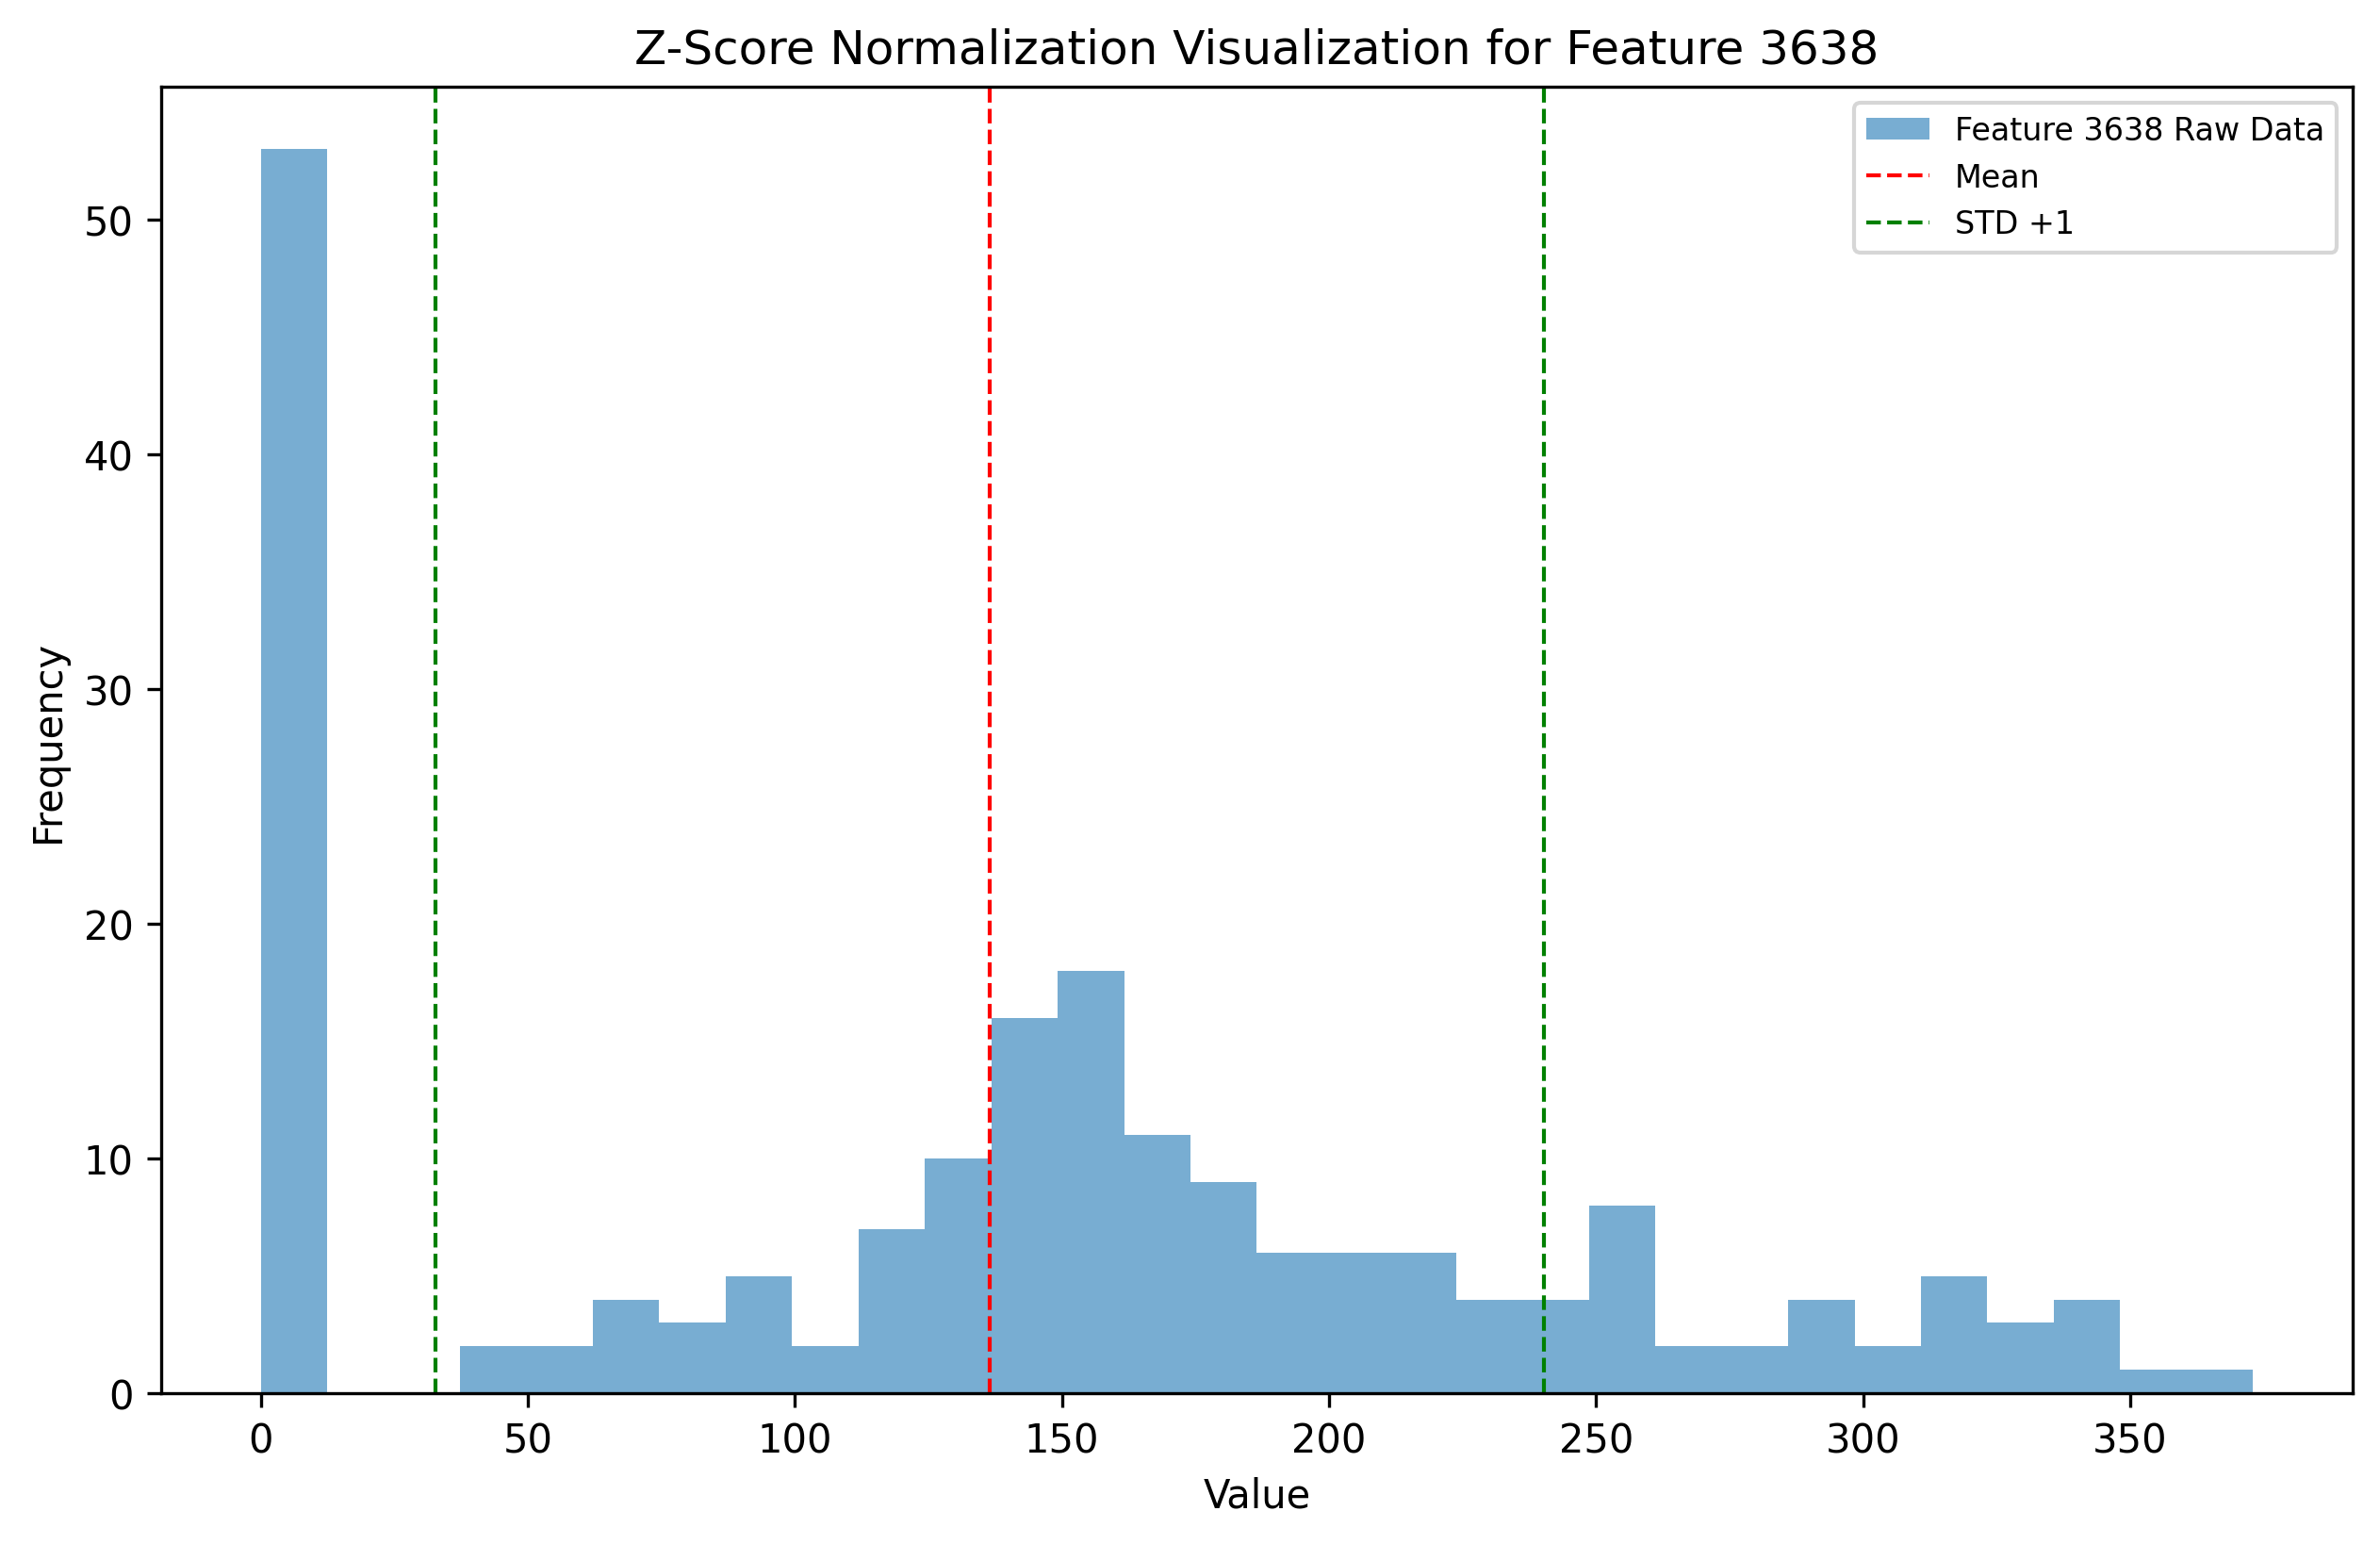 Z-Score Normalization Visualization for Feature 3638
Feature 3638 Raw Data
Mean
STD +1
Frequency
50
40
30
20
10
0
0 50 100 150 200 250 300 350
Value